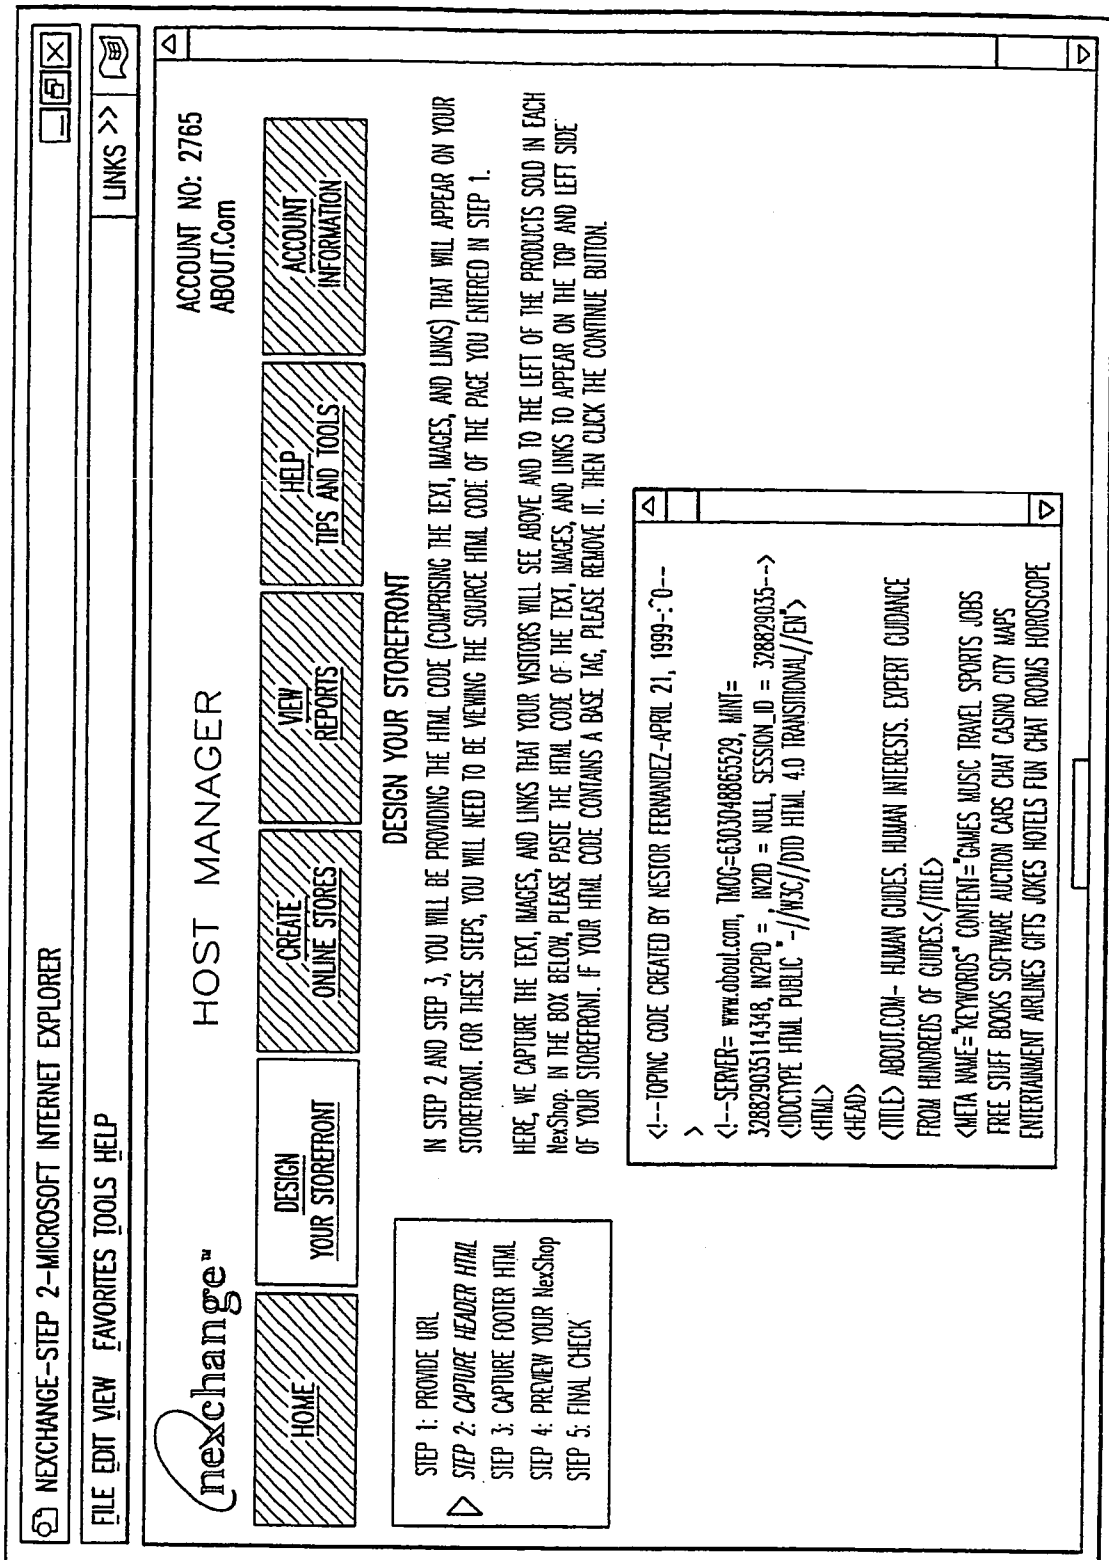 NEXCHANGE-STEP 2-MICROSOFT INTERNET EXPLORER
FILE EDIT VIEW FAVORITES TOOLS HELP
LINKS >>
nexchange™
HOST MANAGER
ACCOUNT NO: 2765
ABOUT.Com
HOME
DESIGN
YOUR STOREFRONT
CREATE
ONLINE STORES
VIEW
REPORTS
HELP
TIPS AND TOOLS
ACCOUNT
INFORMATION
DESIGN YOUR STOREFRONT
STEP 1: PROVIDE URL
STEP 2: CAPTURE HEADER HTML
STEP 3: CAPTURE FOOTER HTML
STEP 4: PREVIEW YOUR NexShop
STEP 5: FINAL CHECK
IN STEP 2 AND STEP 3, YOU WILL BE PROVIDING THE HTML CODE (COMPRISING THE TEXT, IMAGES, AND LINKS) THAT WILL APPEAR ON YOUR
STOREFRONT. FOR THESE STEPS, YOU WILL NEED TO BE VIEWING THE SOURCE HTML CODE OF THE PAGE YOU ENTERED IN STEP 1.
HERE, WE CAPTURE THE TEXT, IMAGES, AND LINKS THAT YOUR VISITORS WILL SEE ABOVE AND TO THE LEFT OF THE PRODUCTS SOLD IN EACH
NexShop. IN THE BOX BELOW, PLEASE PASTE THE HTML CODE OF THE TEXT, IMAGES, AND LINKS TO APPEAR ON THE TOP AND LEFT SIDE
OF YOUR STOREFRONT. IF YOUR HTML CODE CONTAINS A BASE TAG, PLEASE REMOVE IT. THEN CLICK THE CONTINUE BUTTON.
<!--TOPINC CODE CREATED BY NESTOR FERNANDEZ-APRIL 21, 1999-:^0--
>
<!--SERVER= www.about.com, TMOG=6303048865529, MINT=
32882903511434​8, IN2PID = , IN2ID = NULL, SESSION_ID = 328829035-->
<!DOCTYPE HTML PUBLIC "-//W3C//DTD HTML 4.0 TRANSITIONAL//EN">
<HTML>
<HEAD>
<TITLE> ABOUT.COM- HUMAN GUIDES. HUMAN INTERESTS. EXPERT GUIDANCE
FROM HUNDREDS OF GUIDES.</TITLE>
<META NAME="KEYWORDS" CONTENT="GAMES MUSIC TRAVEL SPORTS JOBS
FREE STUFF BOOKS SOFTWARE AUCTION CARS CHAT CASINO CITY MAPS
ENTERTAINMENT AIRLINES GIFTS JOKES HOTELS FUN CHAT ROOMS HOROSCOPE